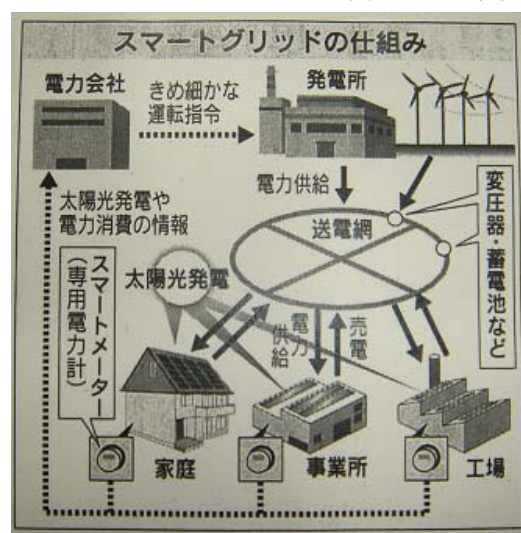 スマートグリッドの仕組み
電力会社
きめ細かな
運転指令
発電所
電力供給
変圧器・蓄電池など
太陽光発電や
電力消費の情報
送電網
太陽光発電
スマートメーター
(専用電力計)
電力
供給
売電
家庭
事業所
工場